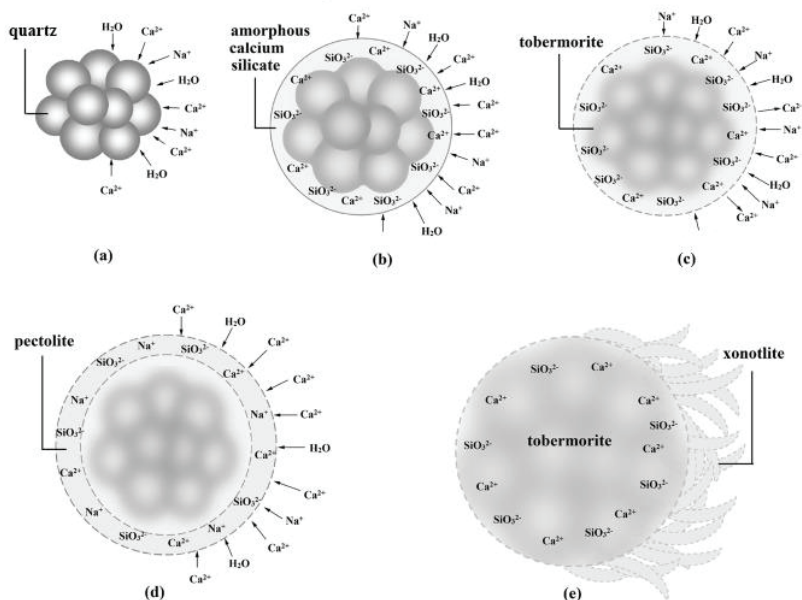 quartz
H₂O
Ca²⁺
Na⁺
H₂O
Ca²⁺
Na⁺
Ca²⁺
H₂O
Ca²⁺
(a)
amorphous
calcium
silicate
Ca²⁺
Na⁺
H₂O
Ca²⁺
H₂O
Ca²⁺
Ca²⁺
Na⁺
Ca²⁺
Na⁺
H₂O
SiO₃²⁻
Ca²⁺
SiO₃²⁻
Ca²⁺
Ca²⁺
SiO₃²⁻
SiO₃²⁻
Ca²⁺
Ca²⁺
SiO₃²⁻
SiO₃²⁻
Ca²⁺
SiO₃²⁻
(b)
tobermorite
Na⁺
H₂O
Ca²⁺
Na⁺
H₂O
Ca²⁺
Na⁺
Ca²⁺
H₂O
Na⁺
Ca²⁺
SiO₃²⁻
Ca²⁺
Ca²⁺
SiO₃²⁻
SiO₃²⁻
SiO₃²⁻
Ca²⁺
SiO₃²⁻
SiO₃²⁻
SiO₃²⁻
Ca²⁺
Ca²⁺
SiO₃²⁻
(c)
pectolite
Ca²⁺
H₂O
Ca²⁺
Ca²⁺
Ca²⁺
H₂O
Ca²⁺
Na⁺
Ca²⁺
H₂O
Ca²⁺
Na⁺
SiO₃²⁻
SiO₃²⁻
Ca²⁺
Na⁺
Na⁺
SiO₃²⁻
Ca²⁺
Ca²⁺
SiO₃²⁻
Na⁺
Na⁺
SiO₃²⁻
Ca²⁺
(d)
xonotlite
SiO₃²⁻
Ca²⁺
Ca²⁺
Ca²⁺
SiO₃²⁻
tobermorite
SiO₃²⁻
Ca²⁺
Ca²⁺
SiO₃²⁻
SiO₃²⁻
Ca²⁺
SiO₃²⁻
Ca²⁺
(e)